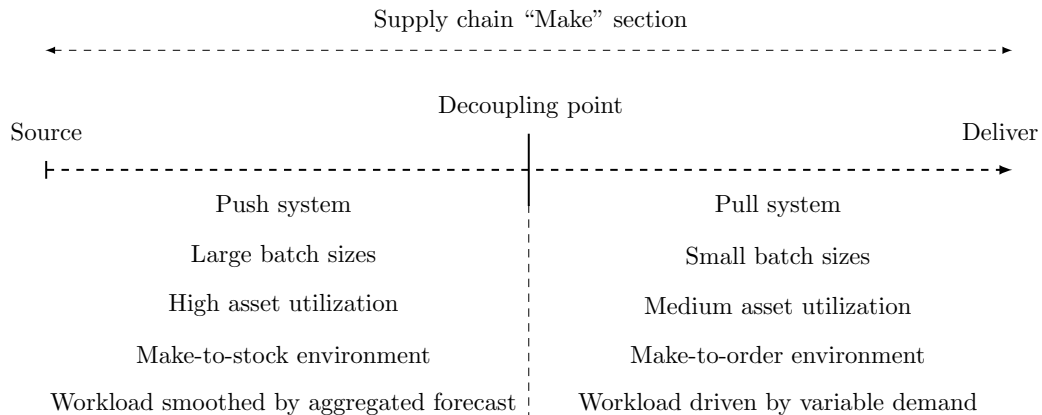 Supply chain “Make” section
Decoupling point
Source
Deliver
Push system
Pull system
Large batch sizes
Small batch sizes
High asset utilization
Medium asset utilization
Make-to-stock environment
Make-to-order environment
Workload smoothed by aggregated forecast
Workload driven by variable demand